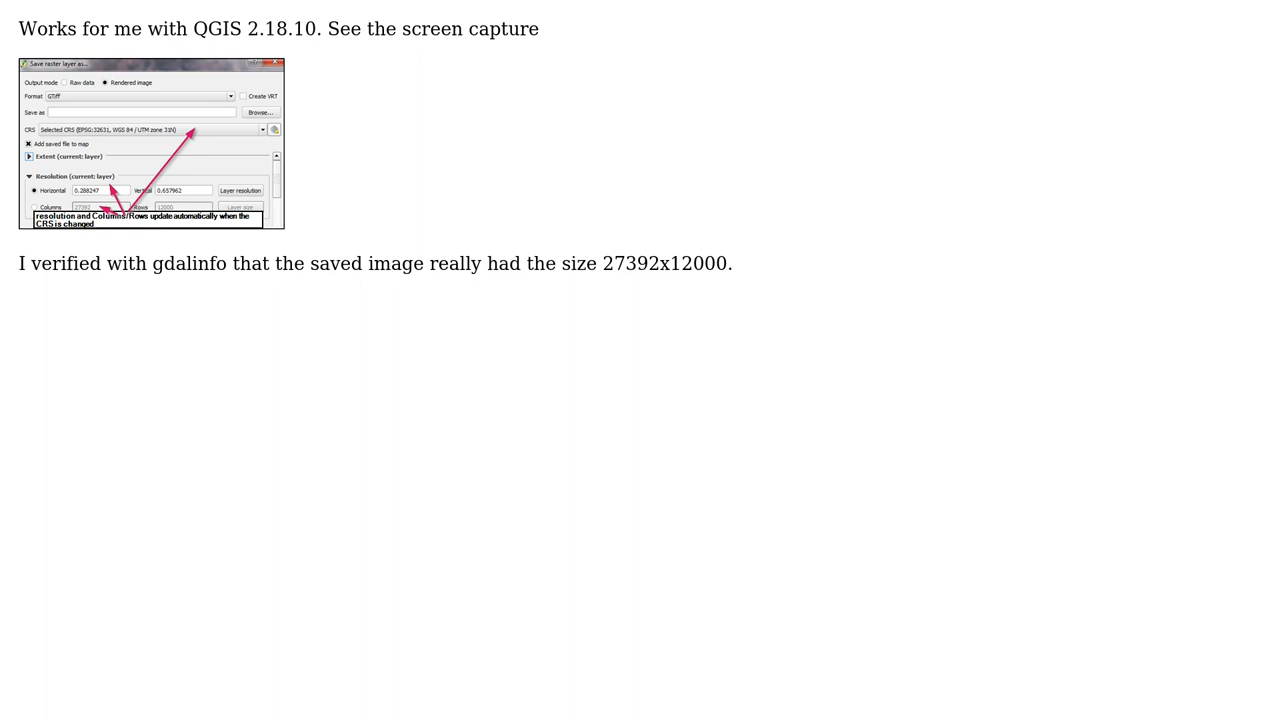 Works for me with QGIS 2.18.10. See the screen capture
Save raster layer as...
Output mode Raw data Rendered image
Format GTiff Create VRT
Save as Browse...
CRS Selected CRS (EPSG:32631, WGS 84 / UTM zone 31N)
Add saved file to map
Extent (current: layer)
Resolution (current: layer)
Horizontal 0.288247 Vertical 0.657962 Layer resolution
Columns 27392 Rows 12000 Layer size
resolution and Columns/Rows update automatically when the
CRS is changed
I verified with gdalinfo that the saved image really had the size 27392x12000.